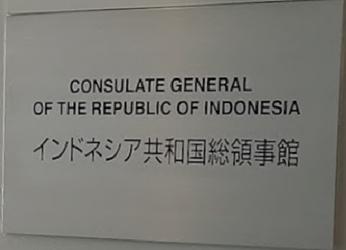 CONSULATE GENERAL
OF THE REPUBLIC OF INDONESIA
インドネシア共和国総領事館